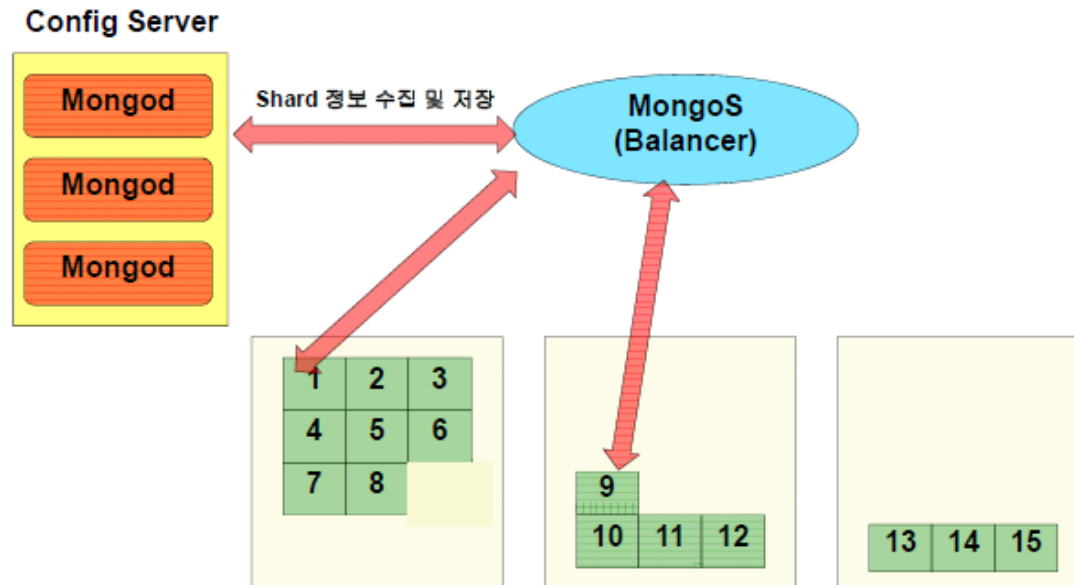 Config Server
Mongod
Mongod
Mongod
Shard 정보 수집 및 저장
MongoS
(Balancer)
1 2 3
4 5 6
7 8
9
10 11 12
13 14 15